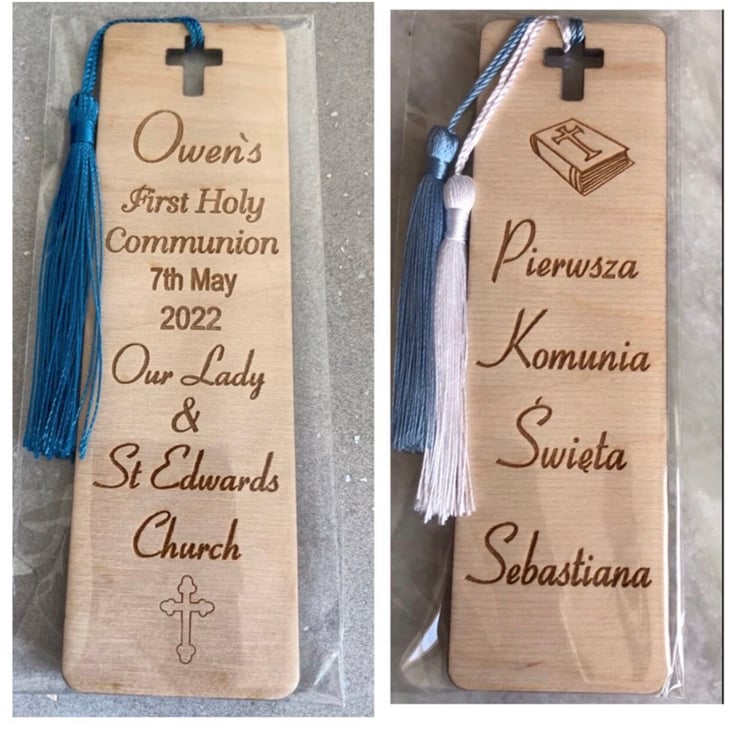 Owen`s
First Holy
Communion
7th May
2022
Our Lady
&
St Edwards
Church
Pierwsza
Komunia
Święta
Sebastiana